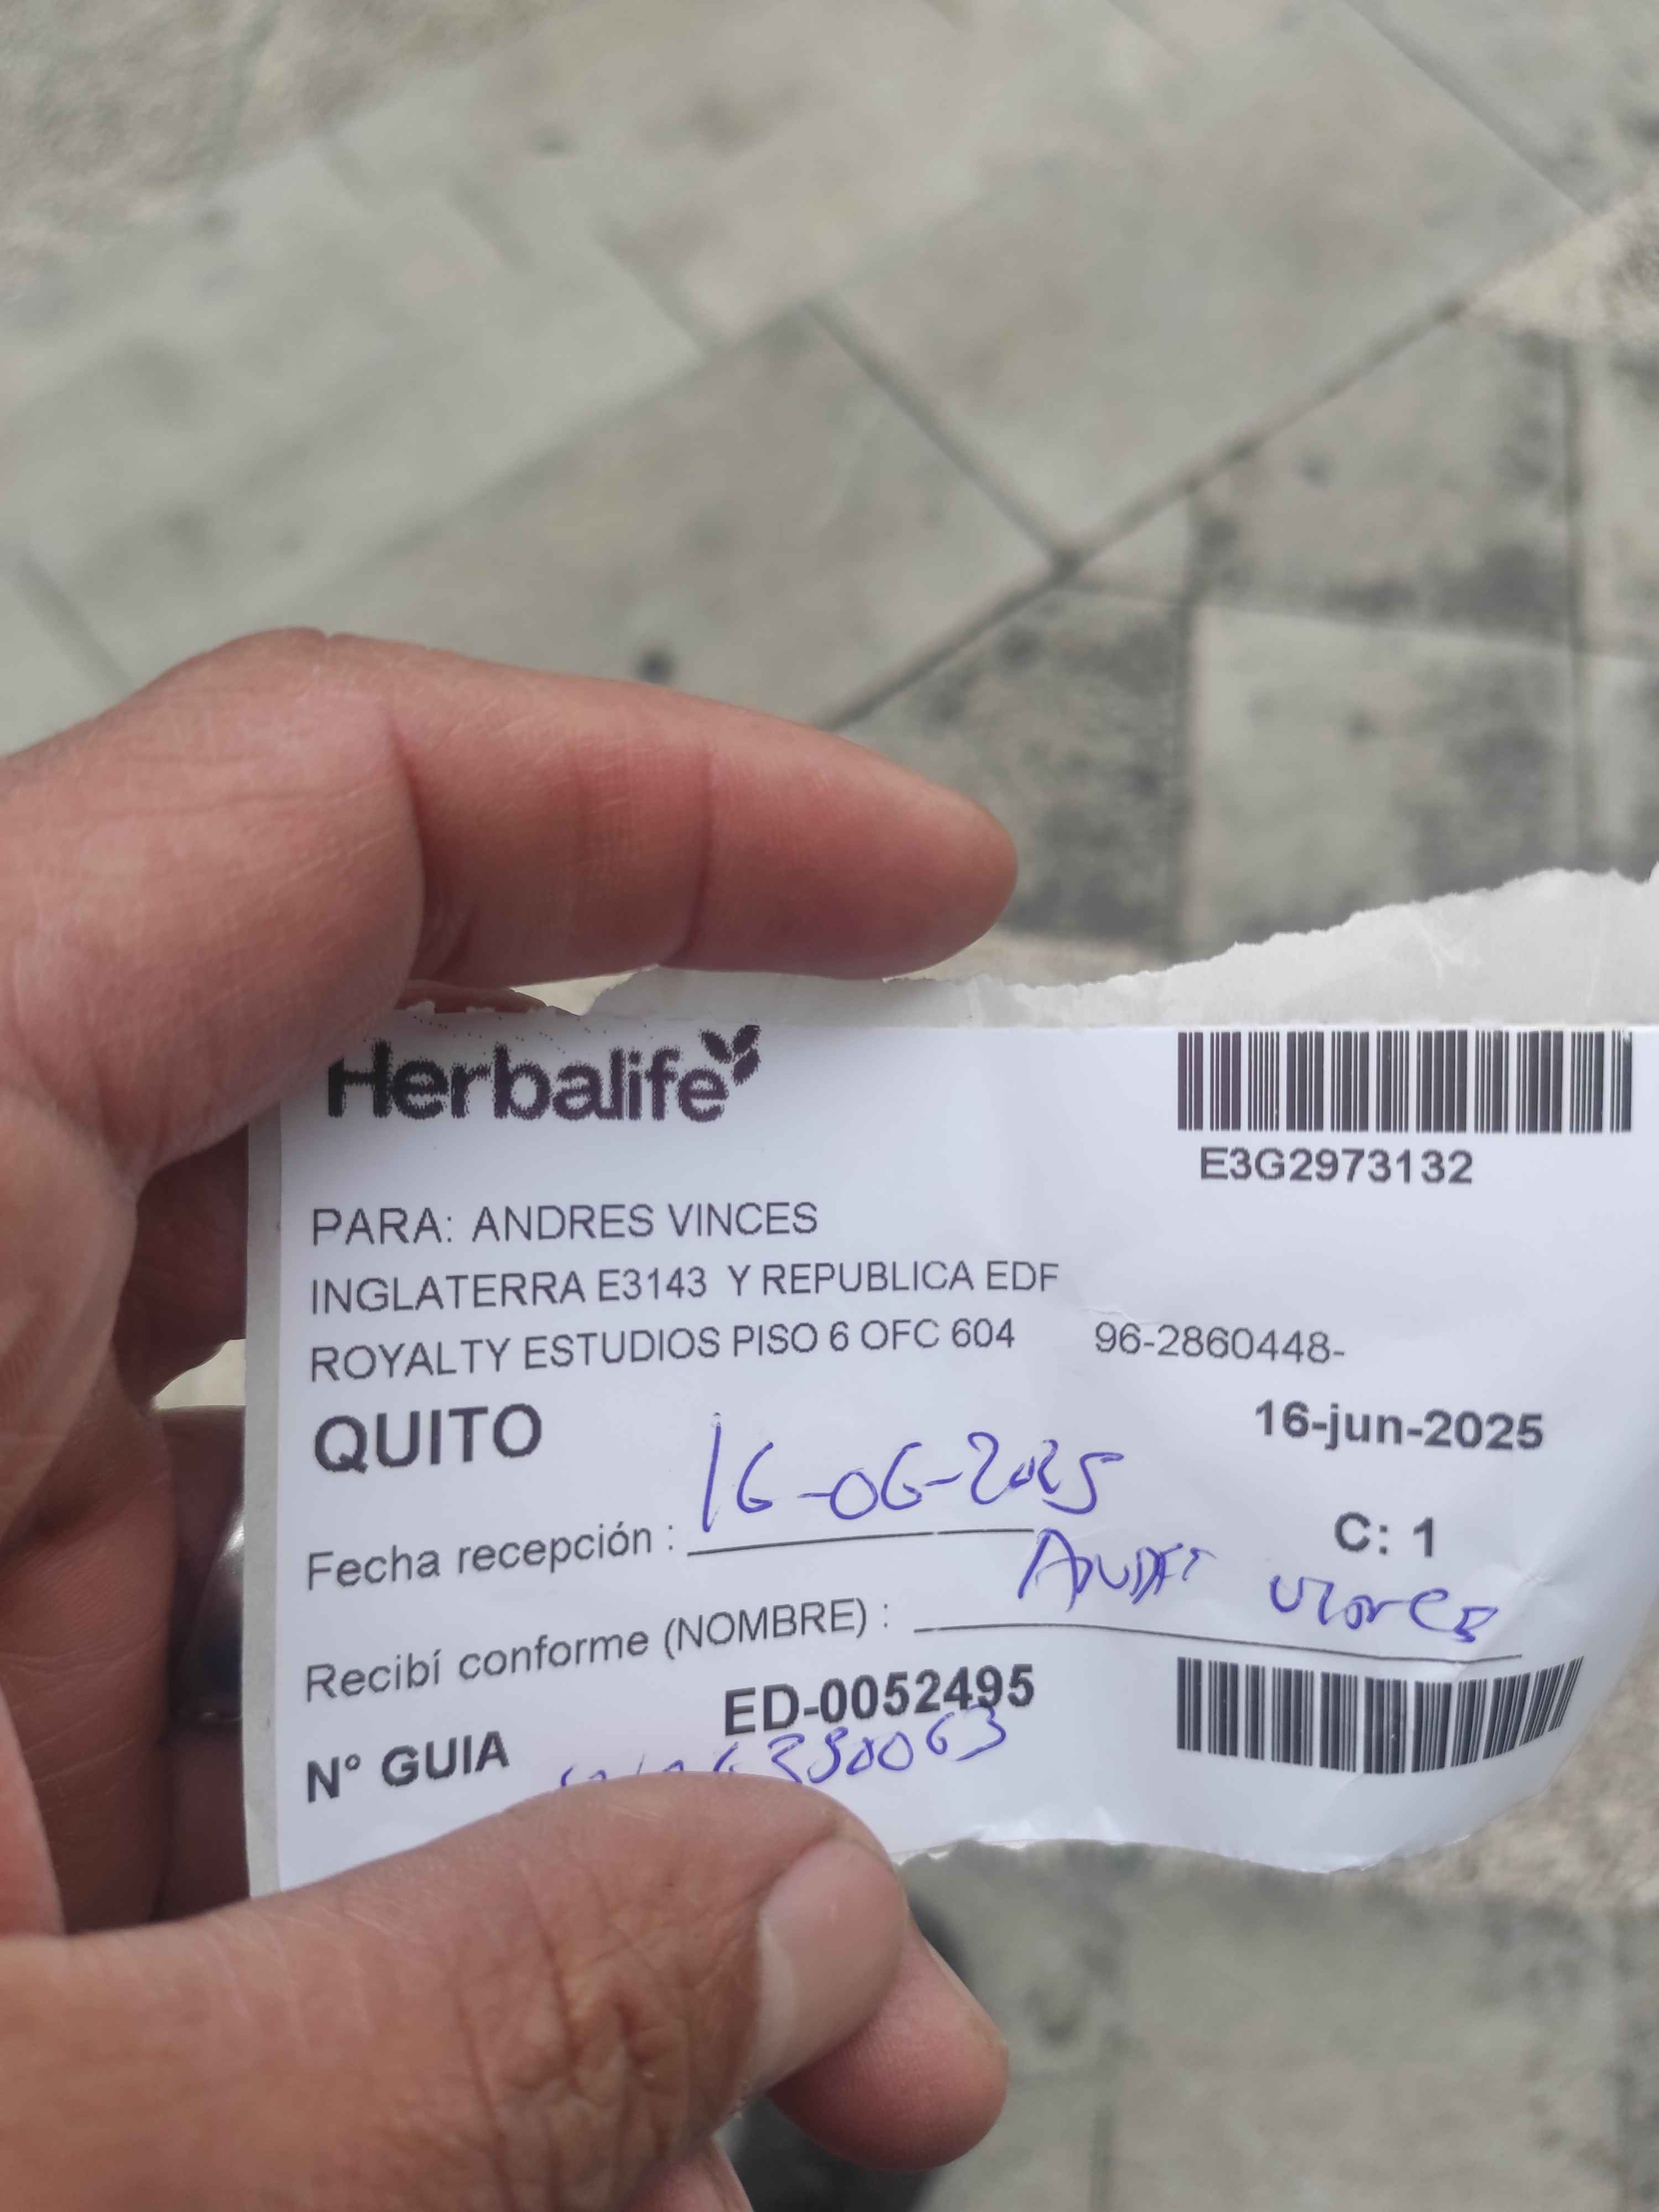 Herbalife
E3G2973132
PARA: ANDRES VINCES
INGLATERRA E3143 Y REPUBLICA EDF
ROYALTY ESTUDIOS PISO 6 OFC 604 96-2860448-
QUITO 16-jun-2025
Fecha recepción : 16-06-2025
C: 1
Recibí conforme (NOMBRE) :
ED-0052495
N° GUIA